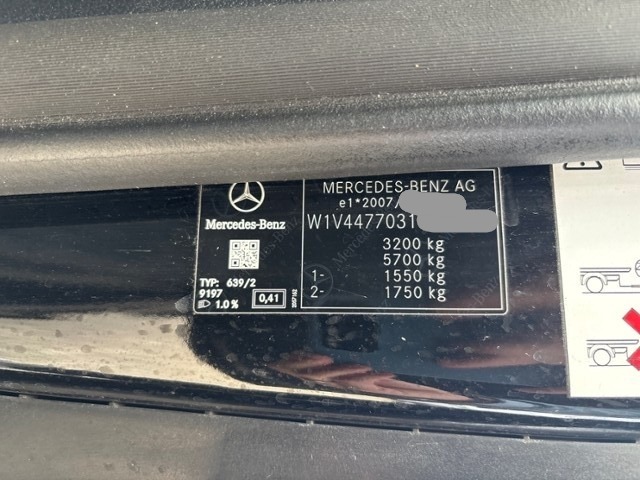 MERCEDES-BENZ AG
e1*2007/
W1V4477031
3200 kg
5700 kg
1- 1550 kg
2- 1750 kg
Mercedes-Benz
TYP: 639/2
9197
1.0 % 0,41